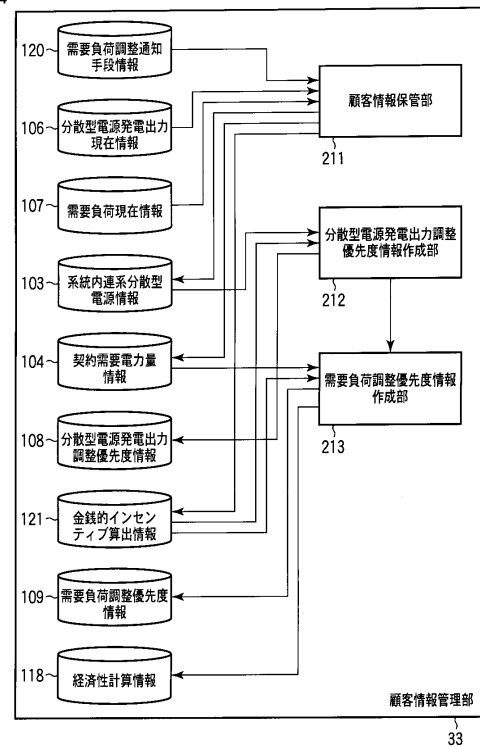 120
需要負荷調整通知
手段情報
106
分散型電源発電出力
現在情報
107
需要負荷現在情報
103
系統内連系分散型
電源情報
104
契約需要電力量
情報
108
分散型電源発電出力
調整優先度情報
121
金銭的インセン
ティブ算出情報
109
需要負荷調整優先度
情報
118
経済性計算情報
顧客情報保管部
211
分散型電源発電出力調整
優先度情報作成部
212
需要負荷調整優先度情報
作成部
213
顧客情報管理部
33